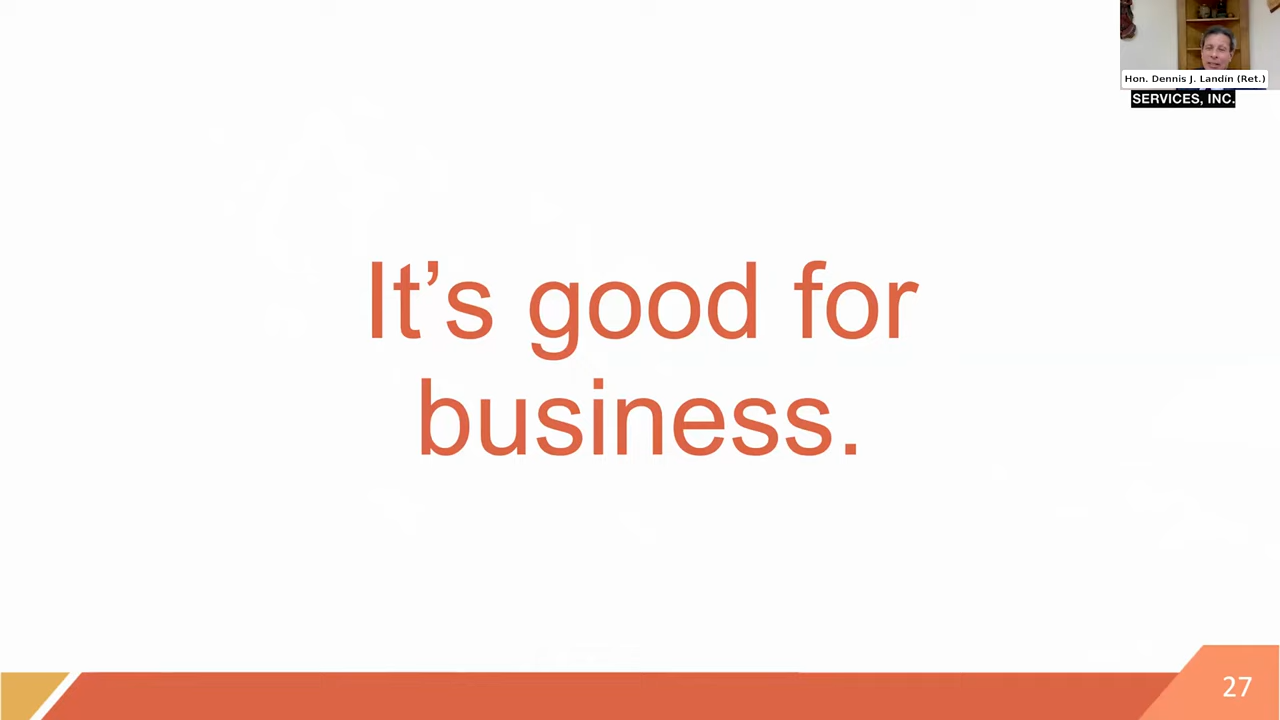 Hon. Dennis J. Landin (Ret.)
SERVICES, INC.
It's good for
business.
27